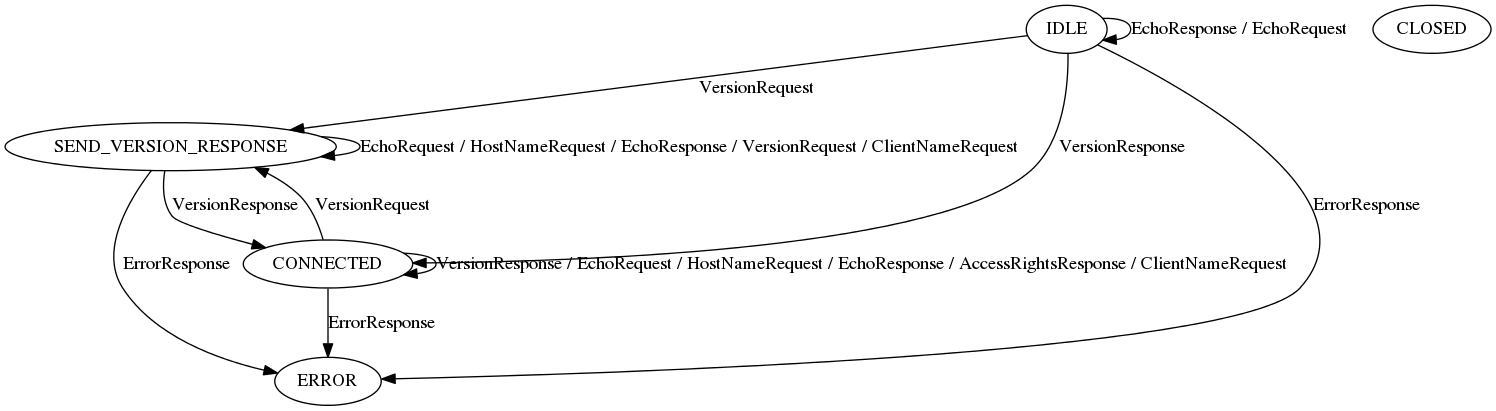 IDLE
EchoResponse / EchoRequest
CLOSED
VersionRequest
SEND_VERSION_RESPONSE
EchoRequest / HostNameRequest / EchoResponse / VersionRequest / ClientNameRequest
VersionResponse
VersionResponse
VersionRequest
ErrorResponse
ErrorResponse
CONNECTED
VersionResponse / EchoRequest / HostNameRequest / EchoResponse / AccessRightsResponse / ClientNameRequest
ErrorResponse
ERROR